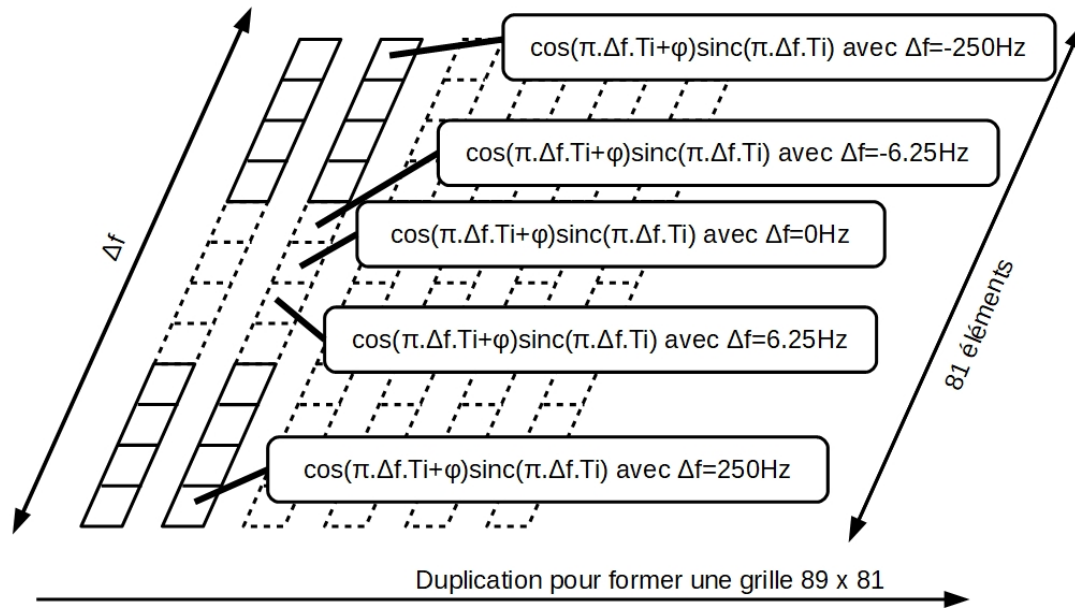 cos(π.Δf.Ti+φ)sinc(π.Δf.Ti) avec Δf=-250Hz
cos(π.Δf.Ti+φ)sinc(π.Δf.Ti) avec Δf=-6.25Hz
cos(π.Δf.Ti+φ)sinc(π.Δf.Ti) avec Δf=0Hz
Δf
cos(π.Δf.Ti+φ)sinc(π.Δf.Ti) avec Δf=6.25Hz
81 éléments
cos(π.Δf.Ti+φ)sinc(π.Δf.Ti) avec Δf=250Hz
Duplication pour former une grille 89 x 81